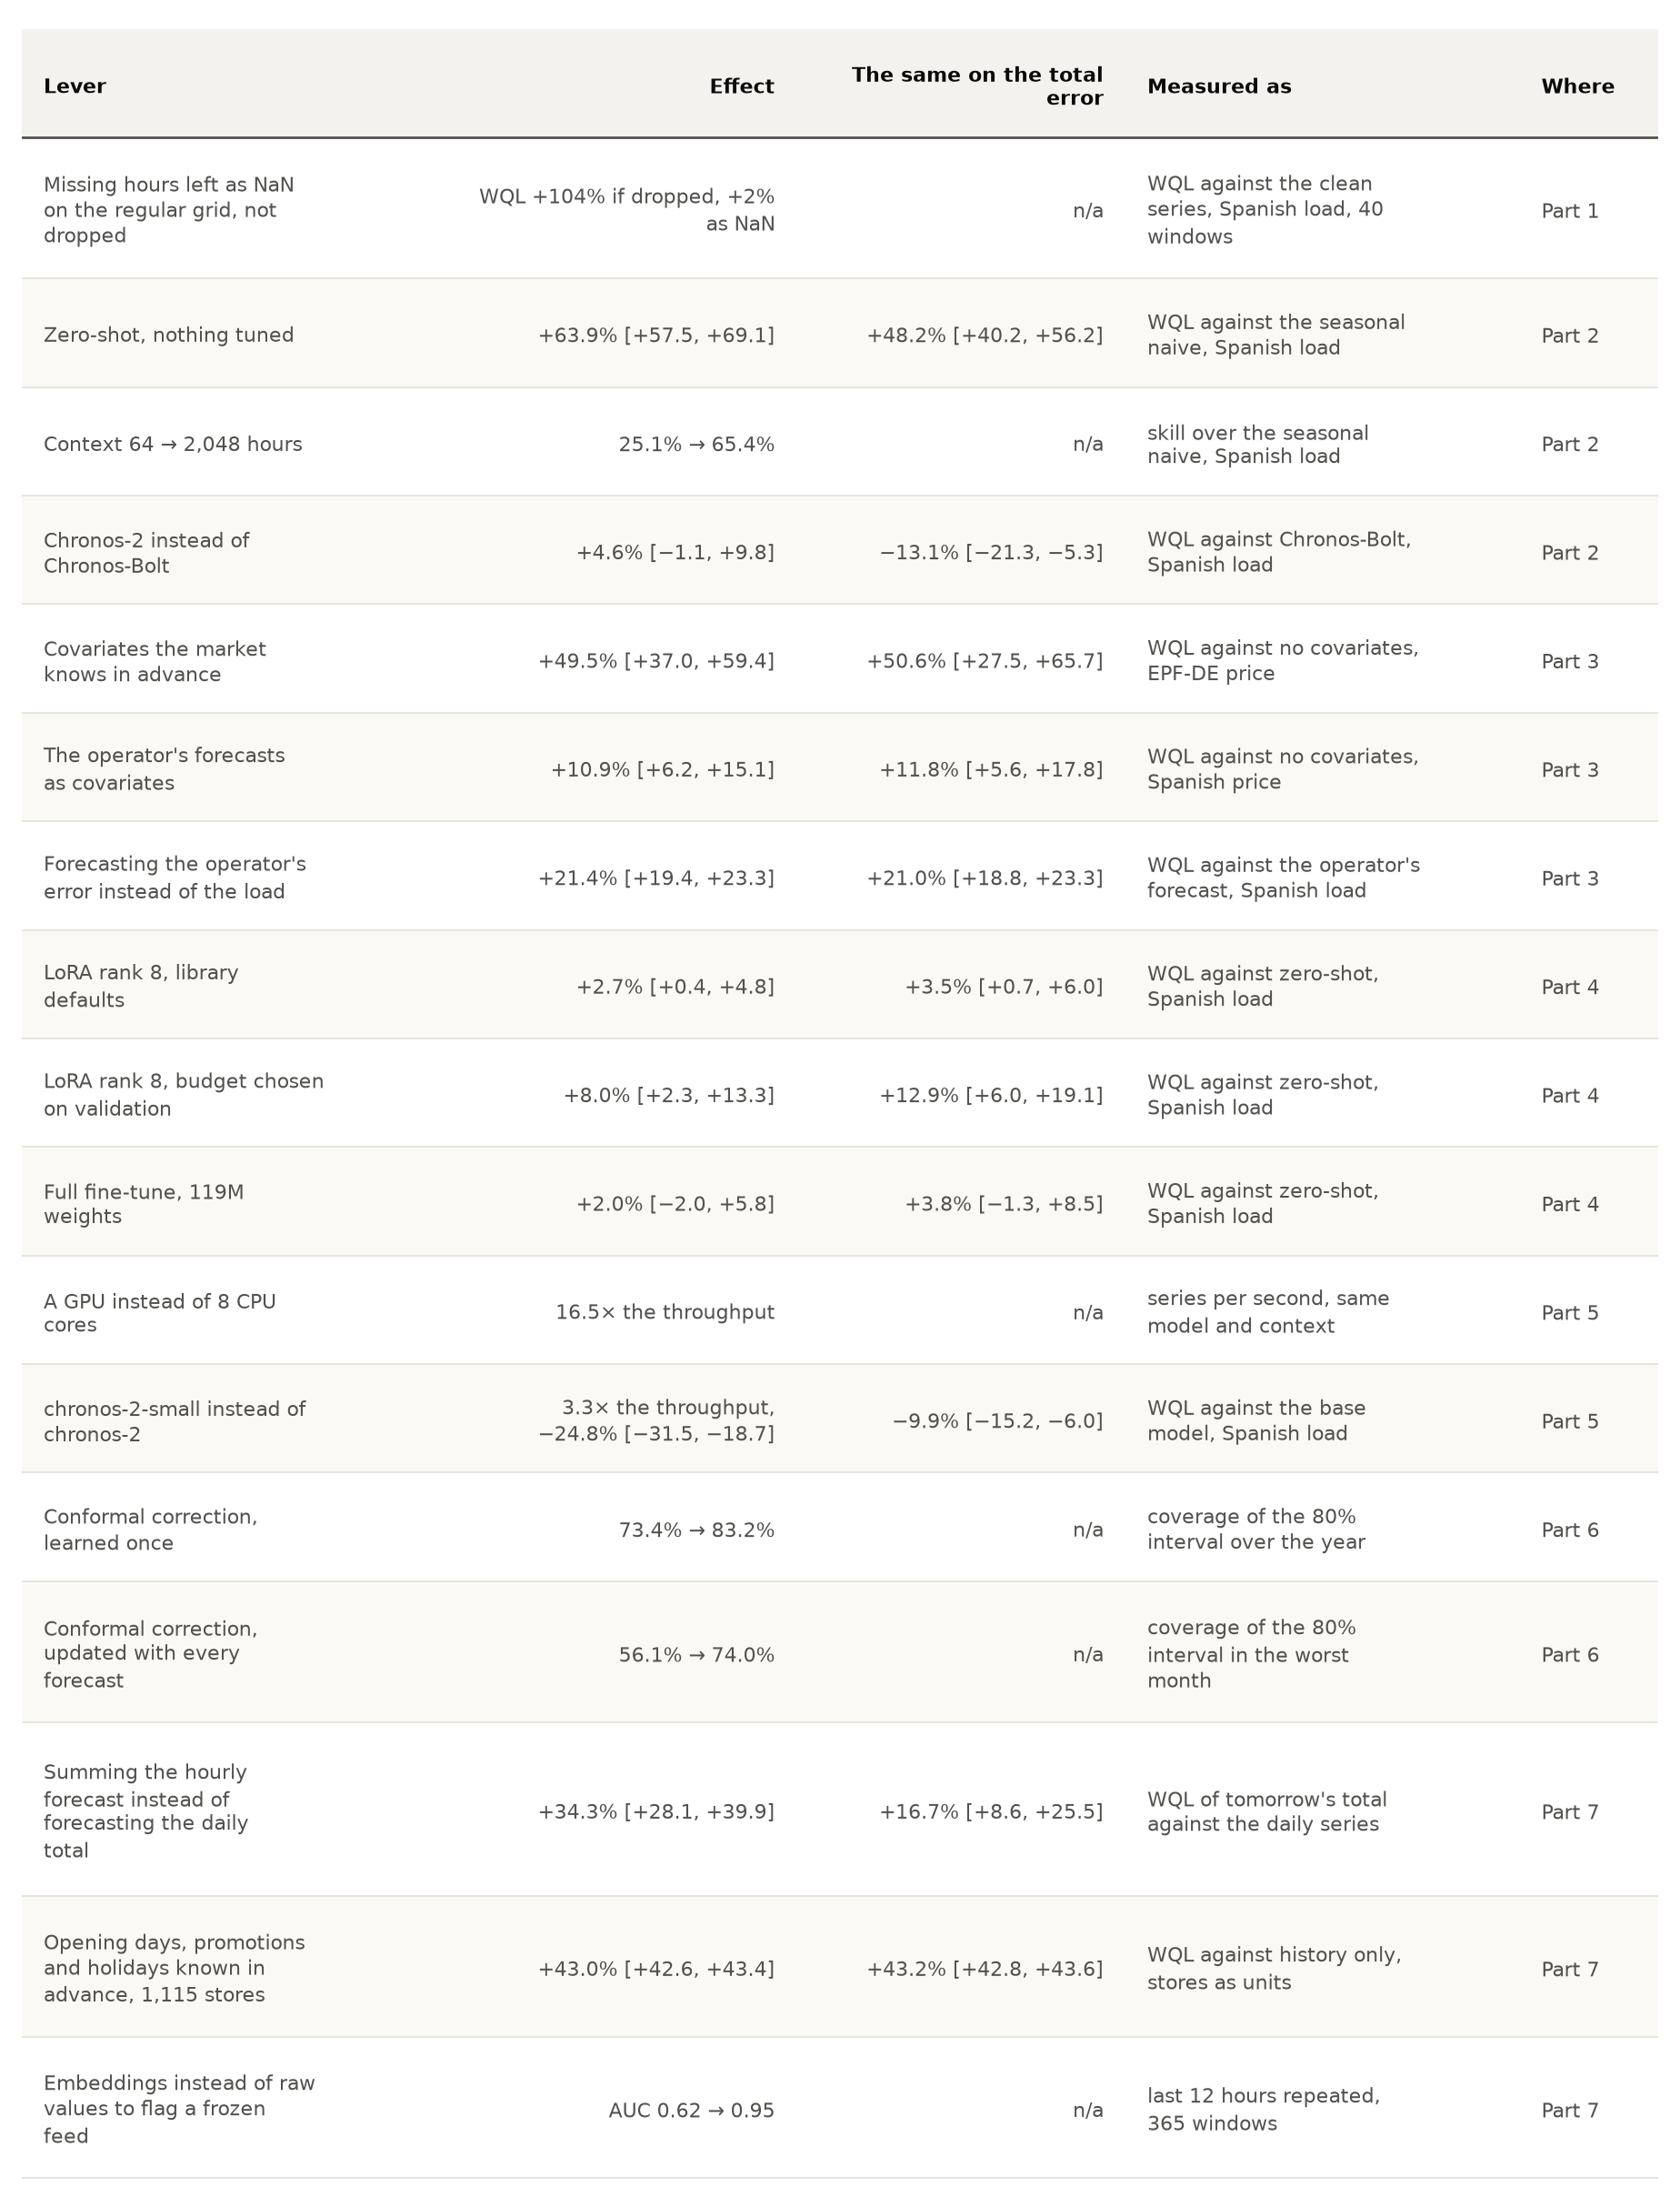 Lever
Effect
The same on the total
error
Measured as
Where
Missing hours left as NaN
on the regular grid, not
dropped
WQL +104% if dropped, +2%
as NaN
n/a
WQL against the clean
series, Spanish load, 40
windows
Part 1
Zero-shot, nothing tuned
+63.9% [+57.5, +69.1]
+48.2% [+40.2, +56.2]
WQL against the seasonal
naive, Spanish load
Part 2
Context 64 → 2,048 hours
25.1% → 65.4%
n/a
skill over the seasonal
naive, Spanish load
Part 2
Chronos-2 instead of
Chronos-Bolt
+4.6% [−1.1, +9.8]
−13.1% [−21.3, −5.3]
WQL against Chronos-Bolt,
Spanish load
Part 2
Covariates the market
knows in advance
+49.5% [+37.0, +59.4]
+50.6% [+27.5, +65.7]
WQL against no covariates,
EPF-DE price
Part 3
The operator's forecasts
as covariates
+10.9% [+6.2, +15.1]
+11.8% [+5.6, +17.8]
WQL against no covariates,
Spanish price
Part 3
Forecasting the operator's
error instead of the load
+21.4% [+19.4, +23.3]
+21.0% [+18.8, +23.3]
WQL against the operator's
forecast, Spanish load
Part 3
LoRA rank 8, library
defaults
+2.7% [+0.4, +4.8]
+3.5% [+0.7, +6.0]
WQL against zero-shot,
Spanish load
Part 4
LoRA rank 8, budget chosen
on validation
+8.0% [+2.3, +13.3]
+12.9% [+6.0, +19.1]
WQL against zero-shot,
Spanish load
Part 4
Full fine-tune, 119M
weights
+2.0% [−2.0, +5.8]
+3.8% [−1.3, +8.5]
WQL against zero-shot,
Spanish load
Part 4
A GPU instead of 8 CPU
cores
16.5× the throughput
n/a
series per second, same
model and context
Part 5
chronos-2-small instead of
chronos-2
3.3× the throughput,
−24.8% [−31.5, −18.7]
−9.9% [−15.2, −6.0]
WQL against the base
model, Spanish load
Part 5
Conformal correction,
learned once
73.4% → 83.2%
n/a
coverage of the 80%
interval over the year
Part 6
Conformal correction,
updated with every
forecast
56.1% → 74.0%
n/a
coverage of the 80%
interval in the worst
month
Part 6
Summing the hourly
forecast instead of
forecasting the daily
total
+34.3% [+28.1, +39.9]
+16.7% [+8.6, +25.5]
WQL of tomorrow's total
against the daily series
Part 7
Opening days, promotions
and holidays known in
advance, 1,115 stores
+43.0% [+42.6, +43.4]
+43.2% [+42.8, +43.6]
WQL against history only,
stores as units
Part 7
Embeddings instead of raw
values to flag a frozen
feed
AUC 0.62 → 0.95
n/a
last 12 hours repeated,
365 windows
Part 7